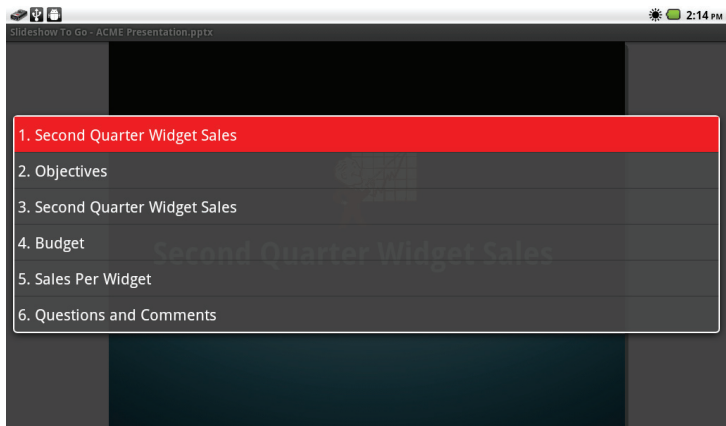 2:14 PM
Slideshow To Go - ACME Presentation.pptx
1. Second Quarter Widget Sales
2. Objectives
3. Second Quarter Widget Sales
4. Budget
Second Quarter Widget Sales
5. Sales Per Widget
6. Questions and Comments